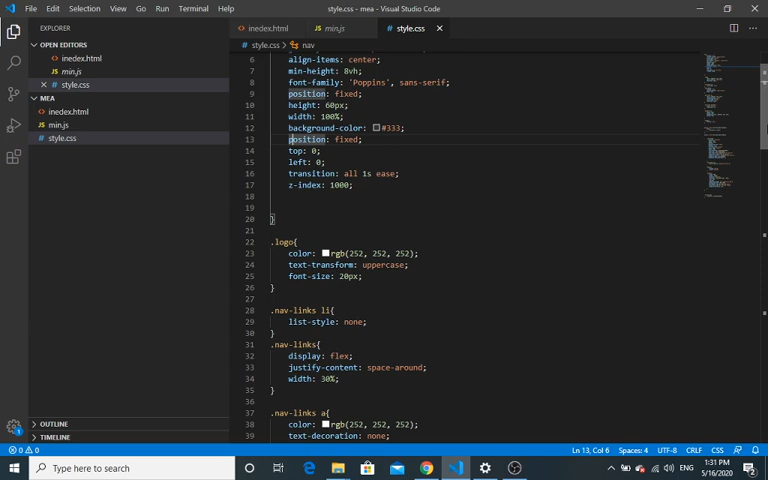 File Edit Selection View Go Run Terminal Help
style.css - mea - Visual Studio Code
EXPLORER
OPEN EDITORS
inedex.html
min.js
style.css
MEA
inedex.html
min.js
style.css
OUTLINE
TIMELINE
inedex.html
min.js
style.css
style.css > nav
6 align-items: center;
7 min-height: 8vh;
8 font-family: 'Poppins', sans-serif;
9 position: fixed;
10 height: 60px;
11 width: 100%;
12 background-color: #333;
13 position: fixed;
14 top: 0;
15 left: 0;
16 transition: all 1s ease;
17 z-index: 1000;
18
19
20 }
21
22 .logo{
23 color: rgb(252, 252, 252);
24 text-transform: uppercase;
25 font-size: 20px;
26 }
27
28 .nav-links li{
29 list-style: none;
30 }
31 .nav-links{
32 display: flex;
33 justify-content: space-around;
34 width: 30%;
35 }
36
37 .nav-links a{
38 color: rgb(252, 252, 252);
39 text-decoration: none;
0 0
Ln 13, Col 6 Spaces: 4 UTF-8 CRLF CSS
Type here to search
ENG
1:31 PM
5/16/2020